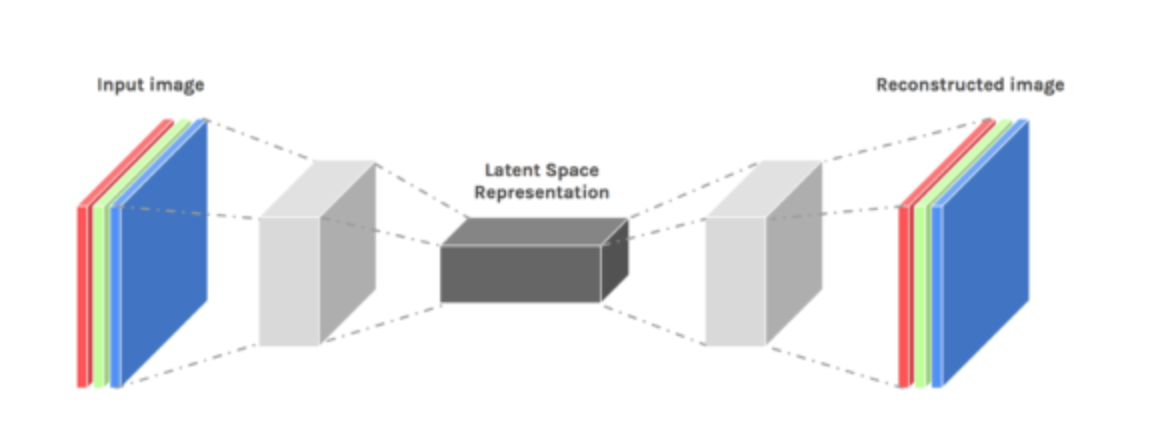 Input image
Reconstructed image
Latent Space
Representation